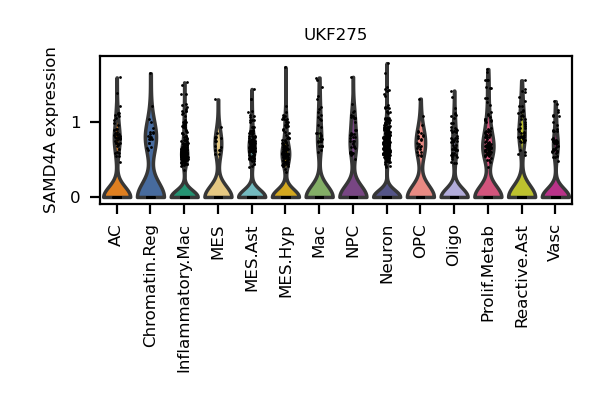 UKF275
SAMD4A expression
1
0
AC
Chromatin.Reg
Inflammatory.Mac
MES
MES.Ast
MES.Hyp
Mac
NPC
Neuron
OPC
Oligo
Prolif.Metab
Reactive.Ast
Vasc